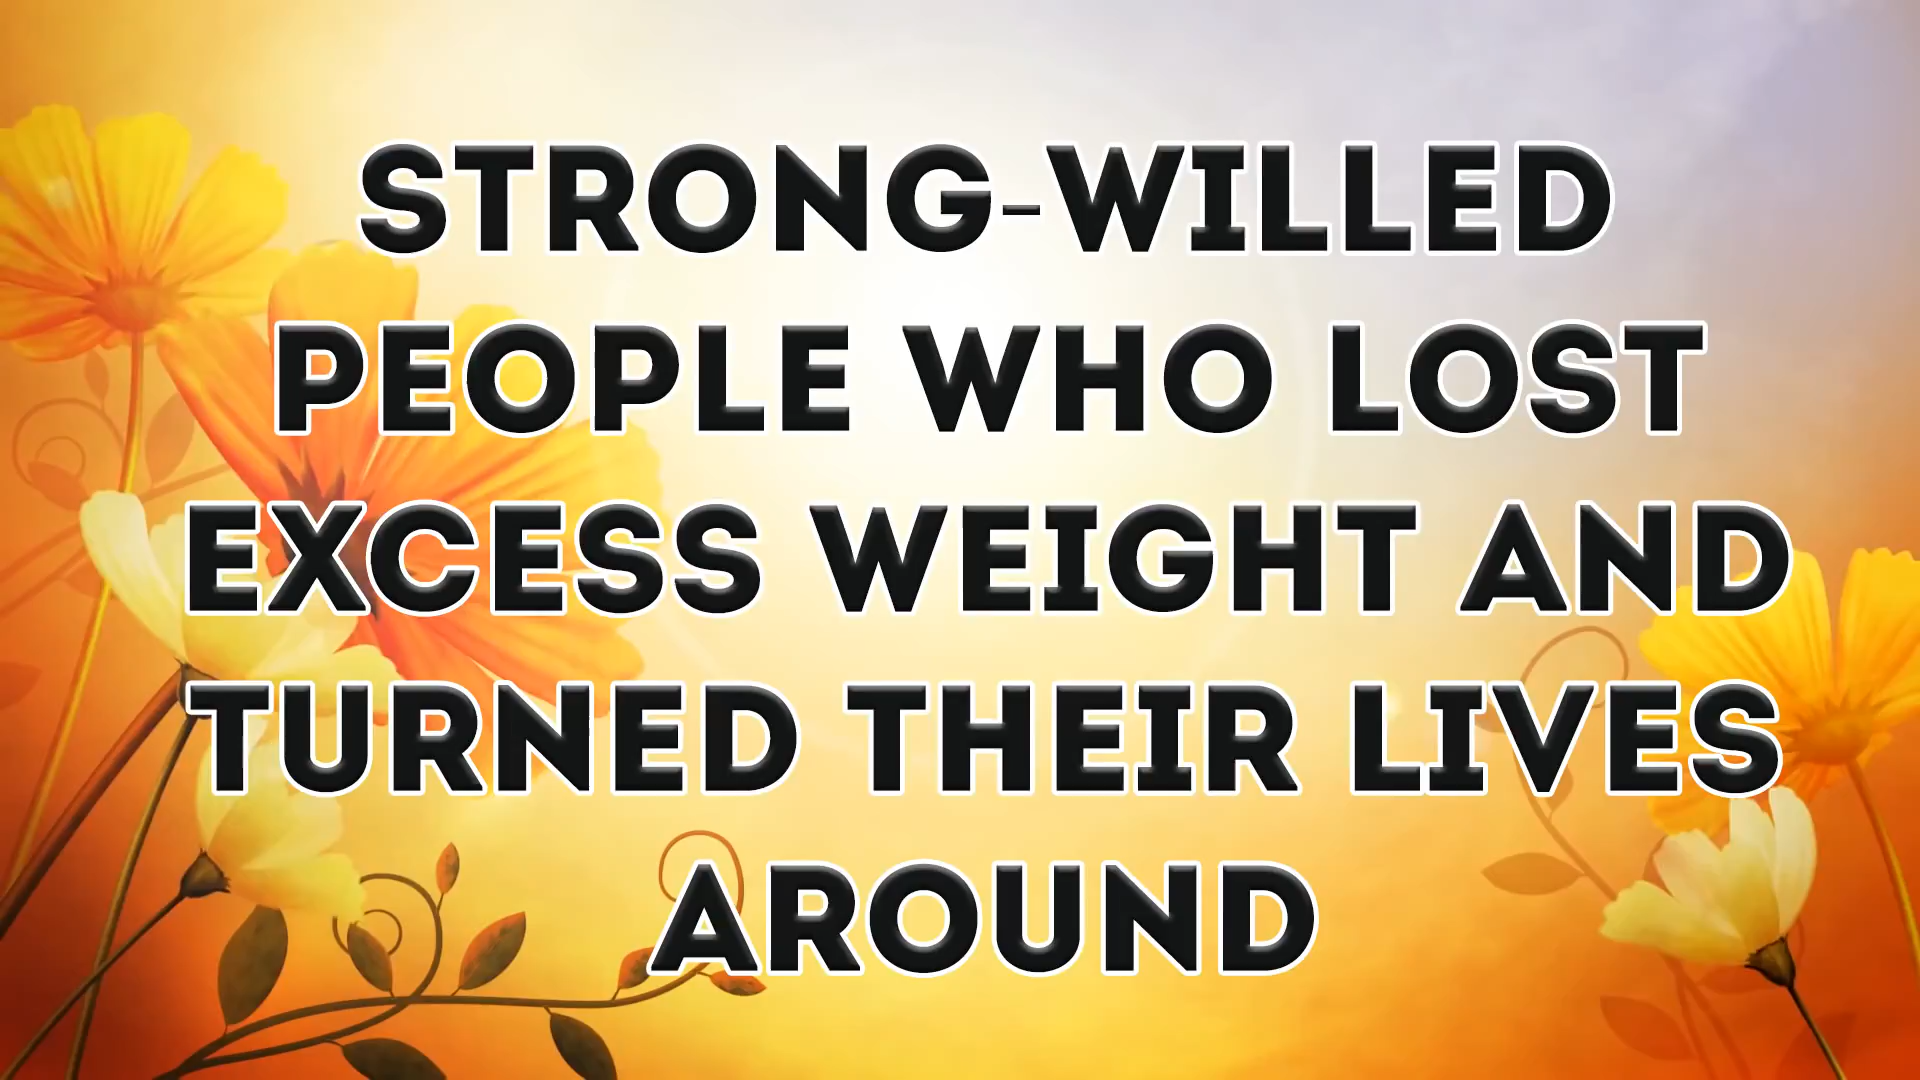 STRONG-WILLED
PEOPLE WHO LOST
EXCESS WEIGHT AND
TURNED THEIR LIVES
AROUND